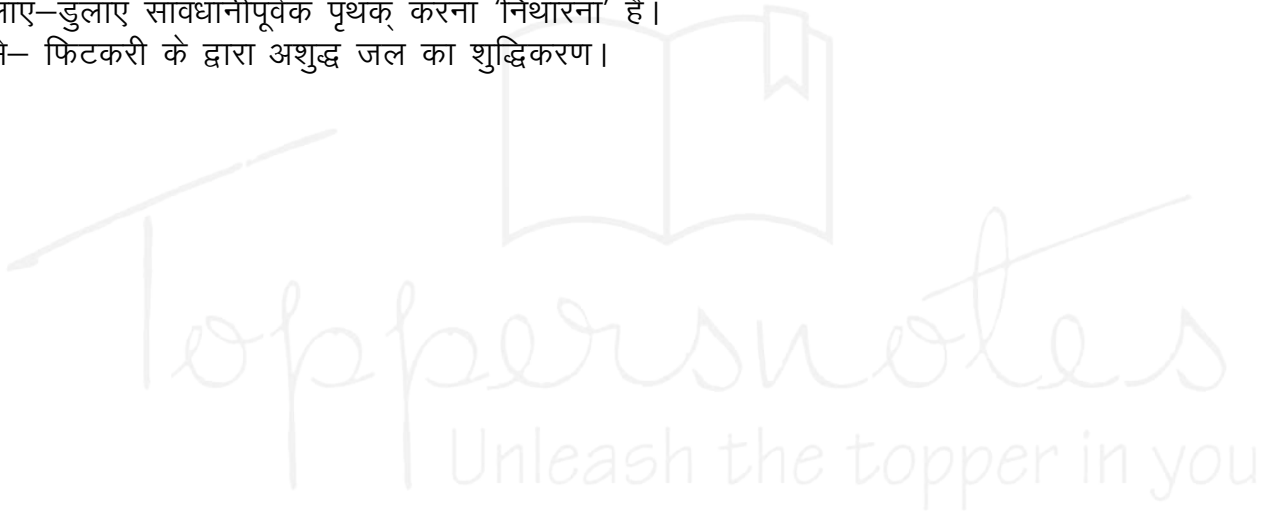 सावधानीपूर्वक पृथक् करना 'निथारना' है।
फिटकरी के द्वारा अशुद्ध जल का शुद्धिकरण।
Toppersnotes
Unleash the topper in you